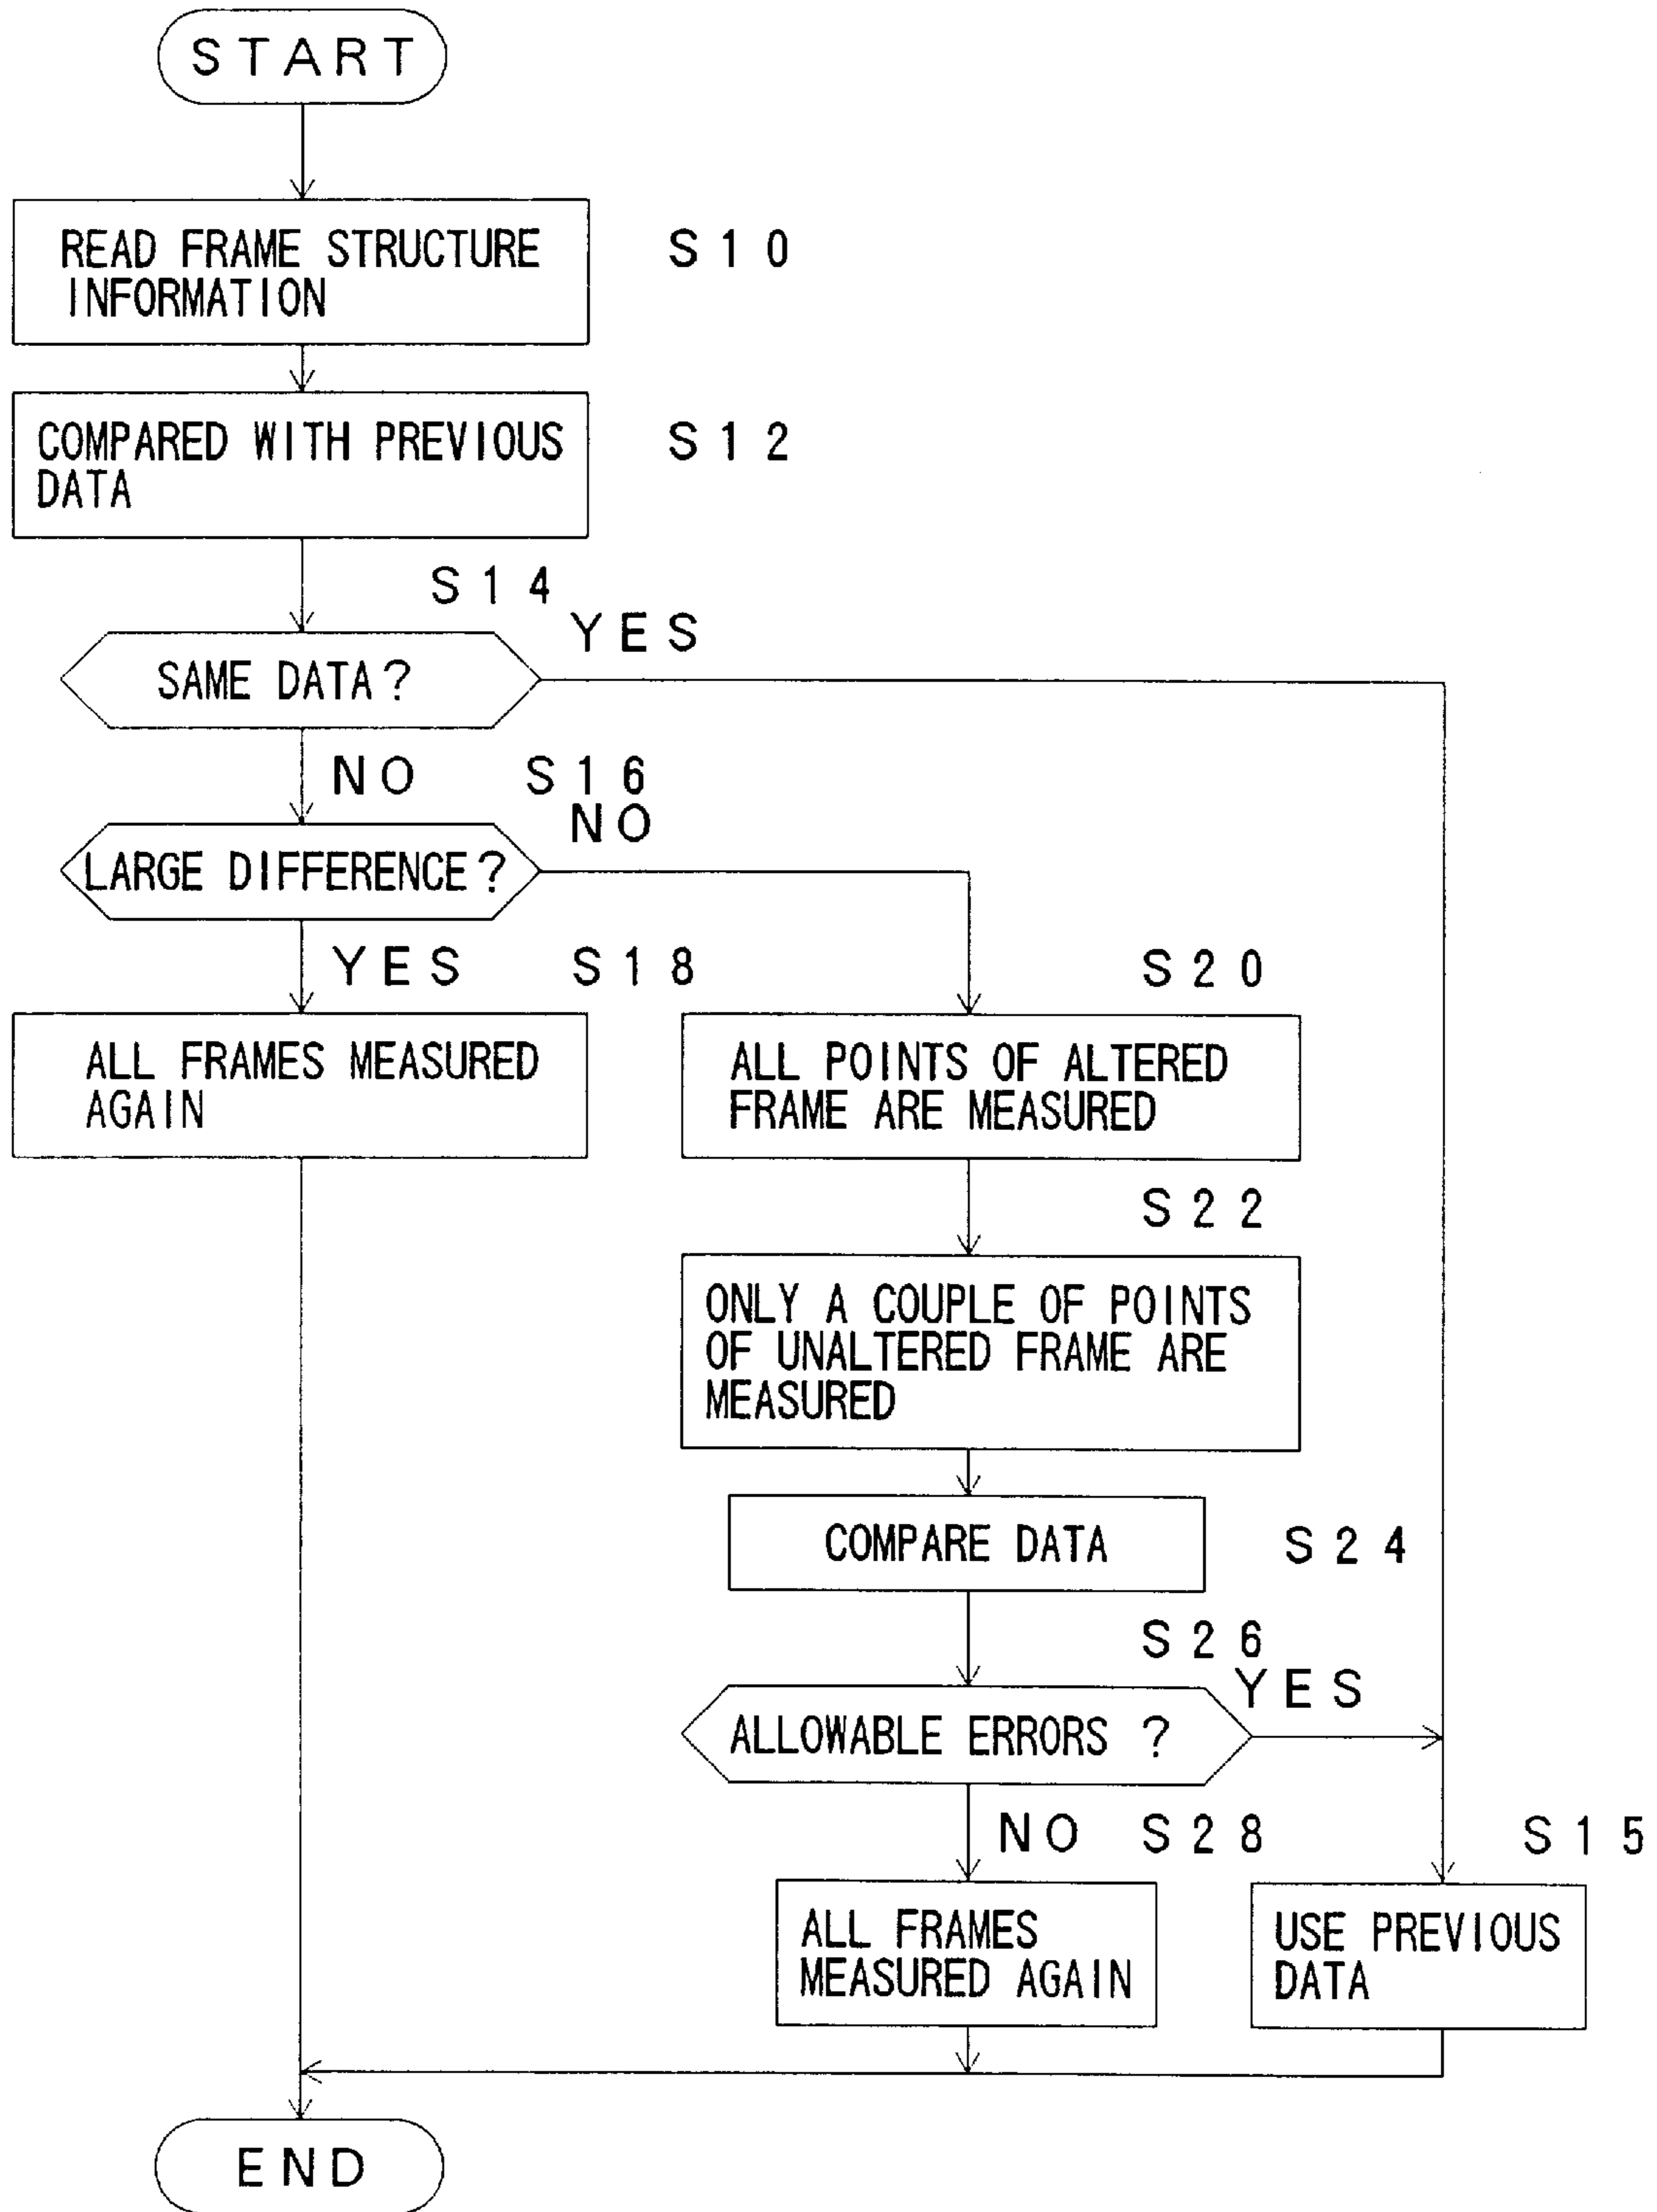 START
READ FRAME STRUCTURE
INFORMATION
S10
COMPARED WITH PREVIOUS
DATA
S12
S14
YES
SAME DATA?
NO
S16
NO
LARGE DIFFERENCE?
YES
S18
S20
ALL FRAMES MEASURED
AGAIN
ALL POINTS OF ALTERED
FRAME ARE MEASURED
S22
ONLY A COUPLE OF POINTS
OF UNALTERED FRAME ARE
MEASURED
COMPARE DATA
S24
S26
YES
ALLOWABLE ERRORS ?
NO
S28
S15
ALL FRAMES
MEASURED AGAIN
USE PREVIOUS
DATA
END